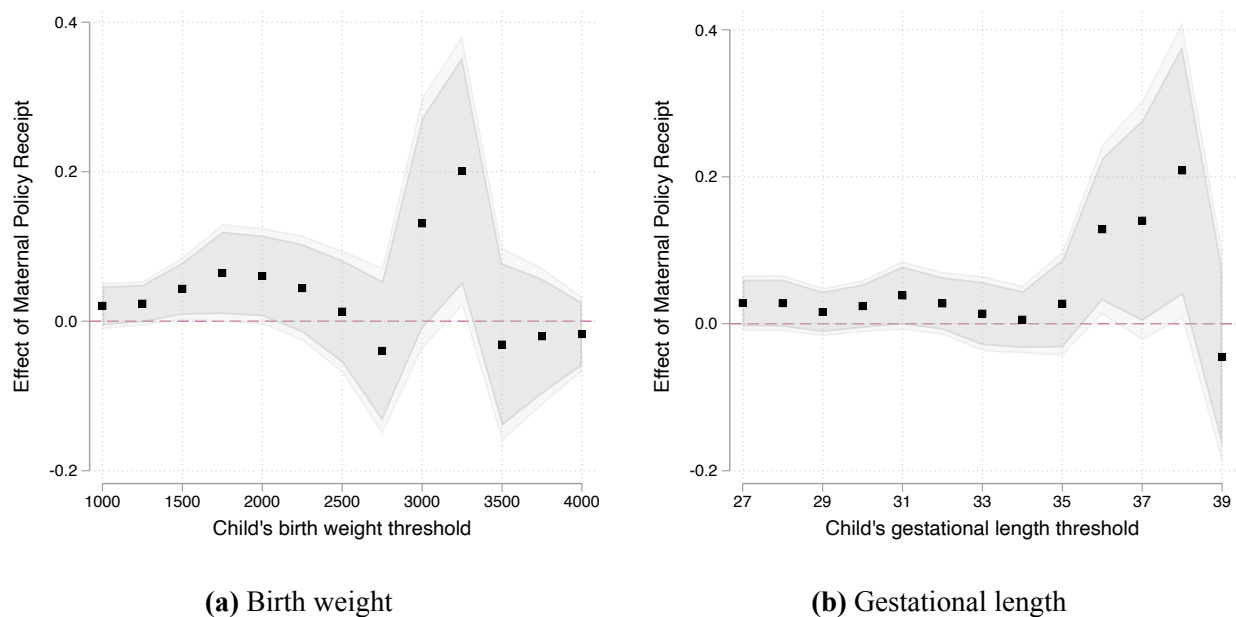 Effect of Maternal Policy Receipt
0.4
0.2
0.0
-0.2
1000 1500 2000 2500 3000 3500 4000
Child's birth weight threshold
(a) Birth weight
Effect of Maternal Policy Receipt
0.4
0.2
0.0
-0.2
27 29 31 33 35 37 39
Child's gestational length threshold
(b) Gestational length